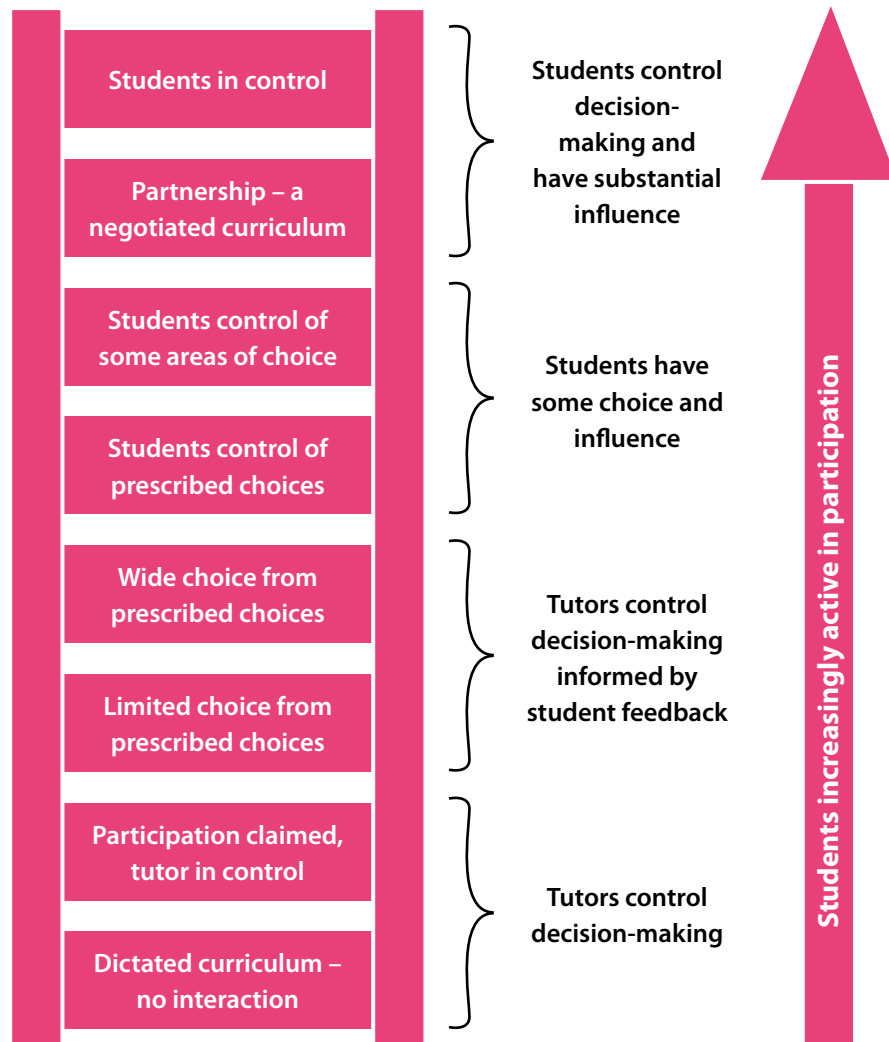 Students in control
Partnership – a
negotiated curriculum
Students control
decision-
making and
have substantial
influence
Students control of
some areas of choice
Students control of
prescribed choices
Students have
some choice and
influence
Wide choice from
prescribed choices
Limited choice from
prescribed choices
Tutors control
decision-making
informed by
student feedback
Participation claimed,
tutor in control
Dictated curriculum –
no interaction
Tutors control
decision-making
Students increasingly active in participation